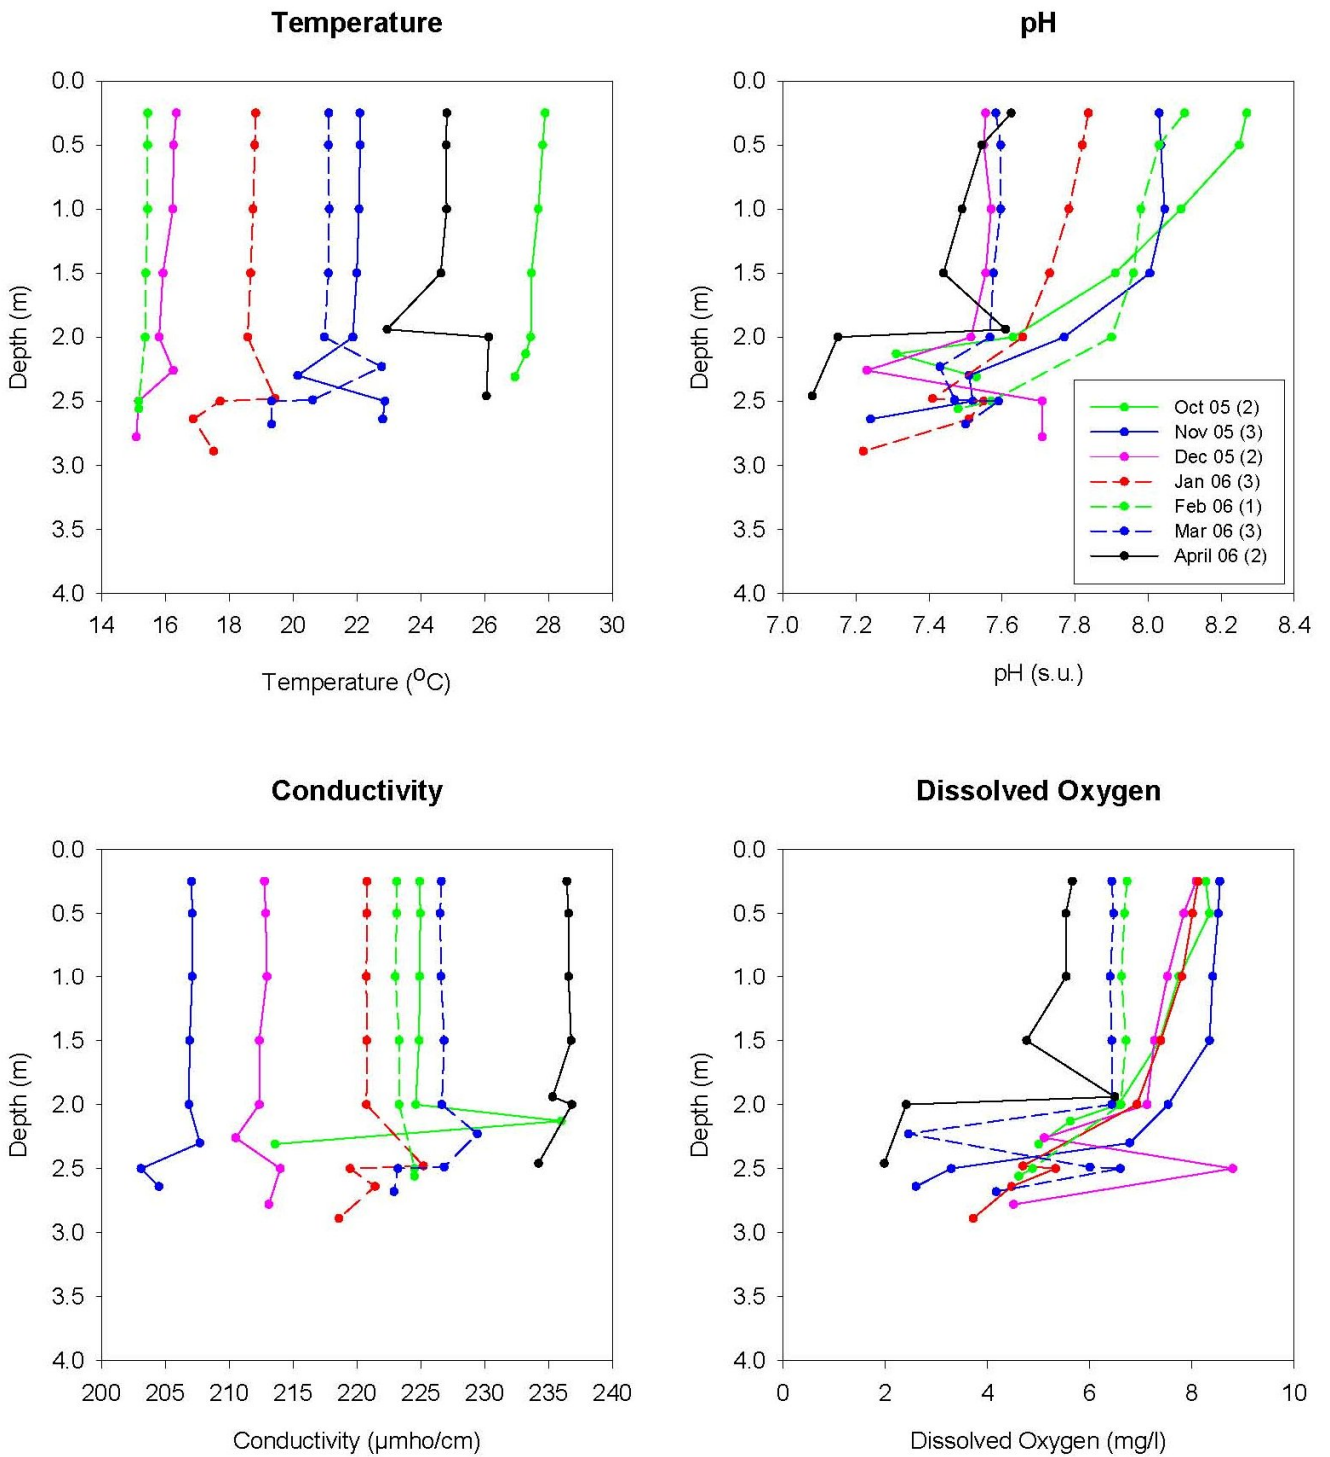 Temperature
pH
0.0
0.5
1.0
1.5
2.0
2.5
3.0
3.5
4.0
Depth (m)
14 16 18 20 22 24 26 28 30
Temperature (°C)
0.0
0.5
1.0
1.5
2.0
2.5
3.0
3.5
4.0
Depth (m)
Oct 05 (2)
Nov 05 (3)
Dec 05 (2)
Jan 06 (3)
Feb 06 (1)
Mar 06 (3)
April 06 (2)
7.0 7.2 7.4 7.6 7.8 8.0 8.2 8.4
pH (s.u.)
Conductivity
Dissolved Oxygen
0.0
0.5
1.0
1.5
2.0
2.5
3.0
3.5
4.0
Depth (m)
200 205 210 215 220 225 230 235 240
Conductivity (µmho/cm)
0.0
0.5
1.0
1.5
2.0
2.5
3.0
3.5
4.0
Depth (m)
0 2 4 6 8 10
Dissolved Oxygen (mg/l)